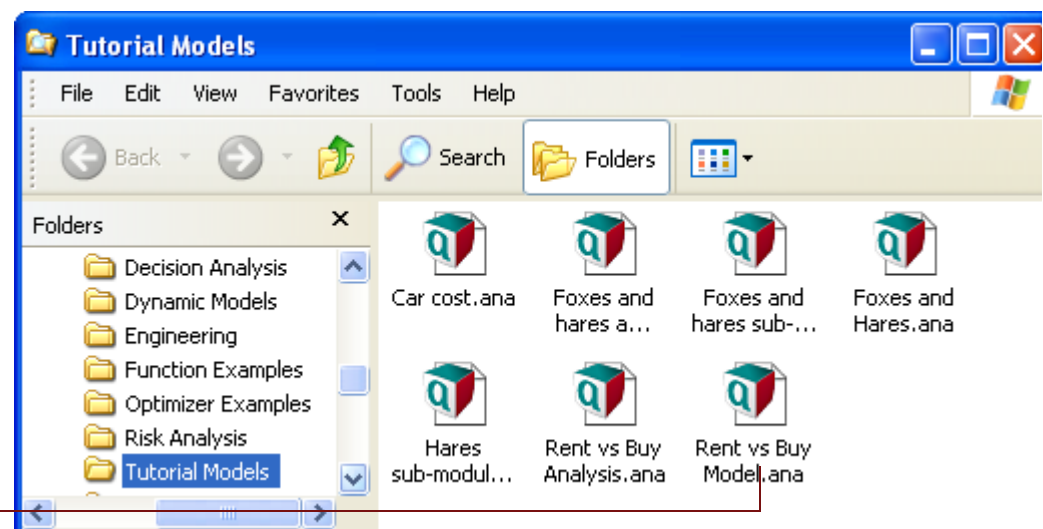 Tutorial Models
File Edit View Favorites Tools Help
Back Search Folders
Folders
Decision Analysis
Dynamic Models
Engineering
Function Examples
Optimizer Examples
Risk Analysis
Tutorial Models
Car cost.ana
Foxes and
hares a...
Foxes and
hares sub-...
Foxes and
Hares.ana
Hares
sub-modul...
Rent vs Buy
Analysis.ana
Rent vs Buy
Model.ana